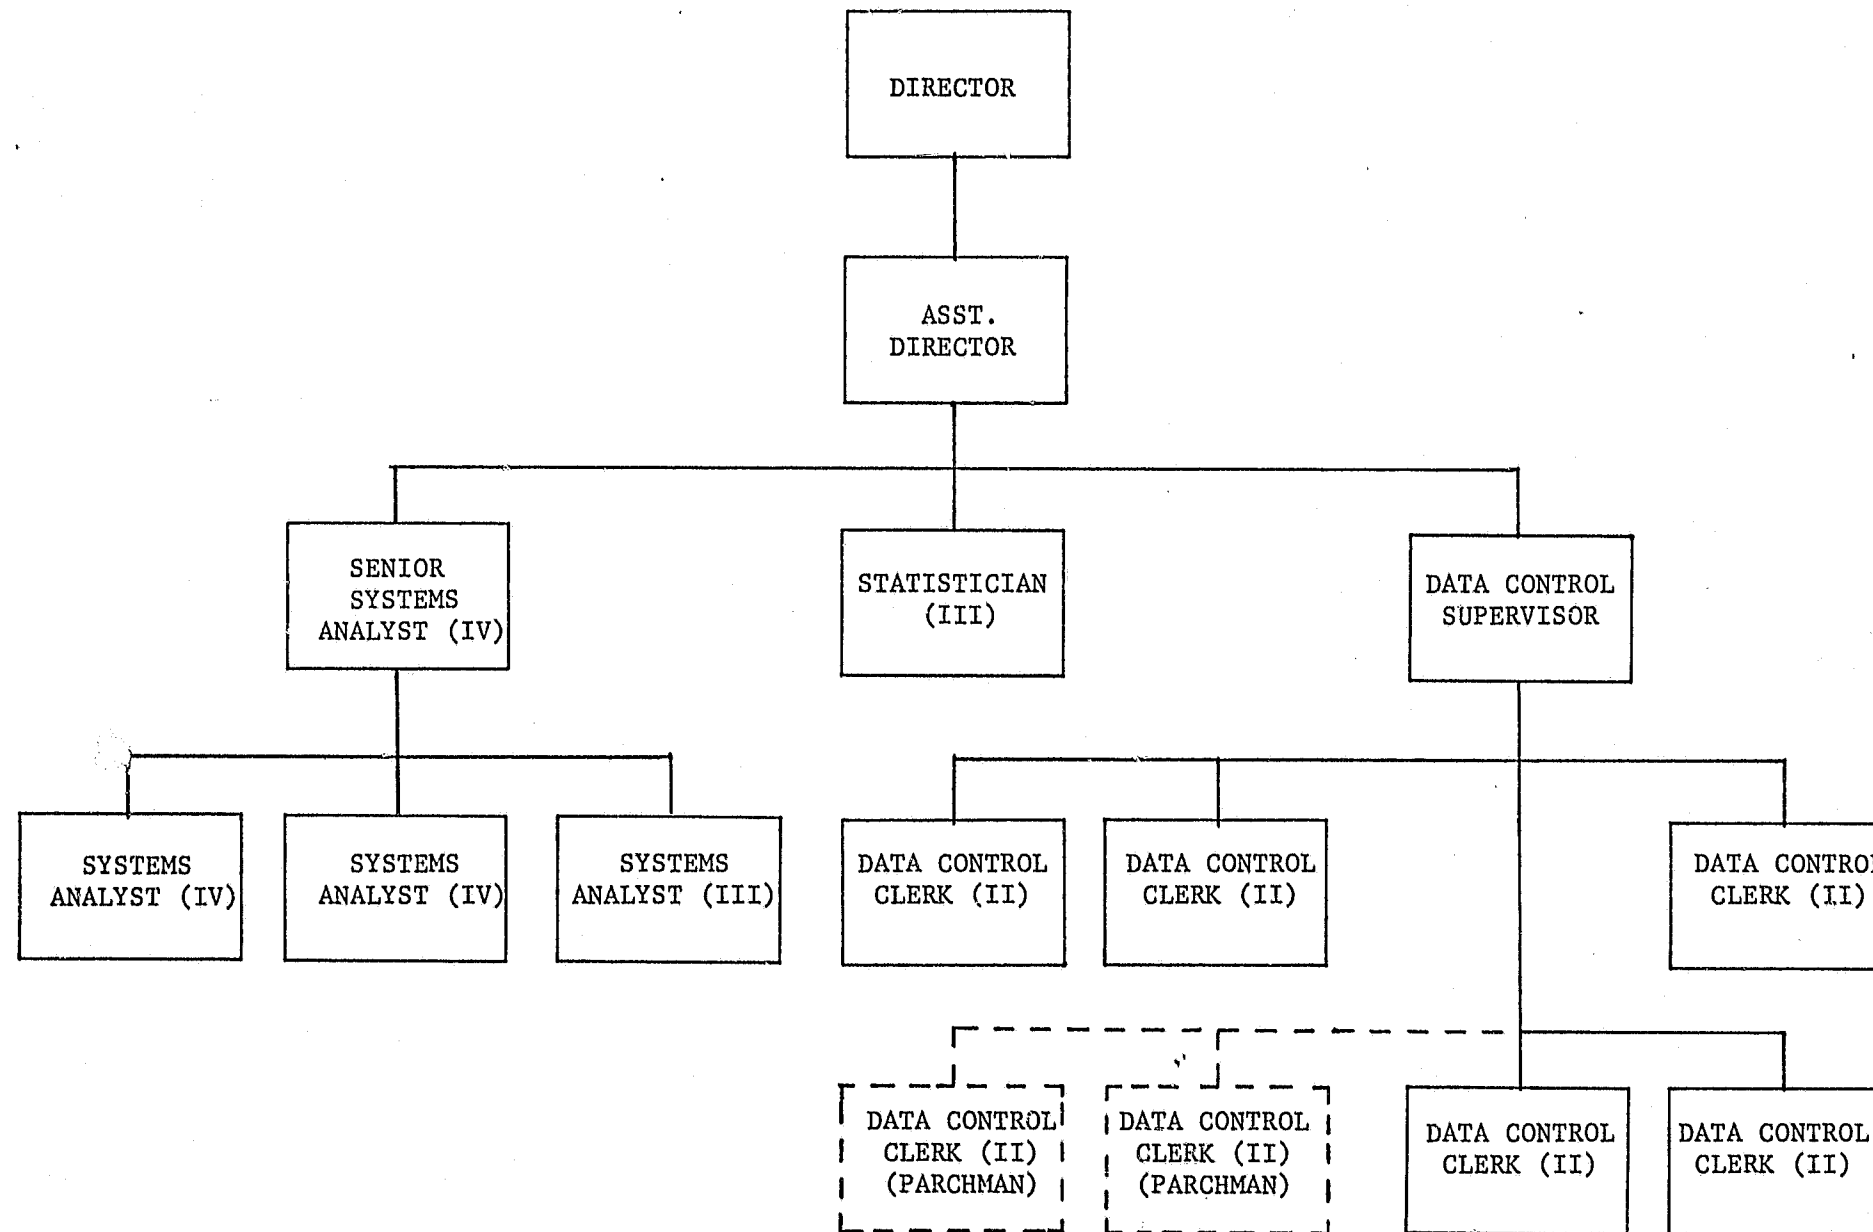 DIRECTOR
ASST.
DIRECTOR
SENIOR
SYSTEMS
ANALYST (IV)
STATISTICIAN
(III)
DATA CONTROL
SUPERVISOR
SYSTEMS
ANALYST (IV)
SYSTEMS
ANALYST (IV)
SYSTEMS
ANALYST (III)
DATA CONTROL
CLERK (II)
DATA CONTROL
CLERK (II)
DATA CONTROL
CLERK (II)
DATA CONTROL
CLERK (II)
(PARCHMAN)
DATA CONTROL
CLERK (II)
(PARCHMAN)
DATA CONTROL
CLERK (II)
DATA CONTROL
CLERK (II)